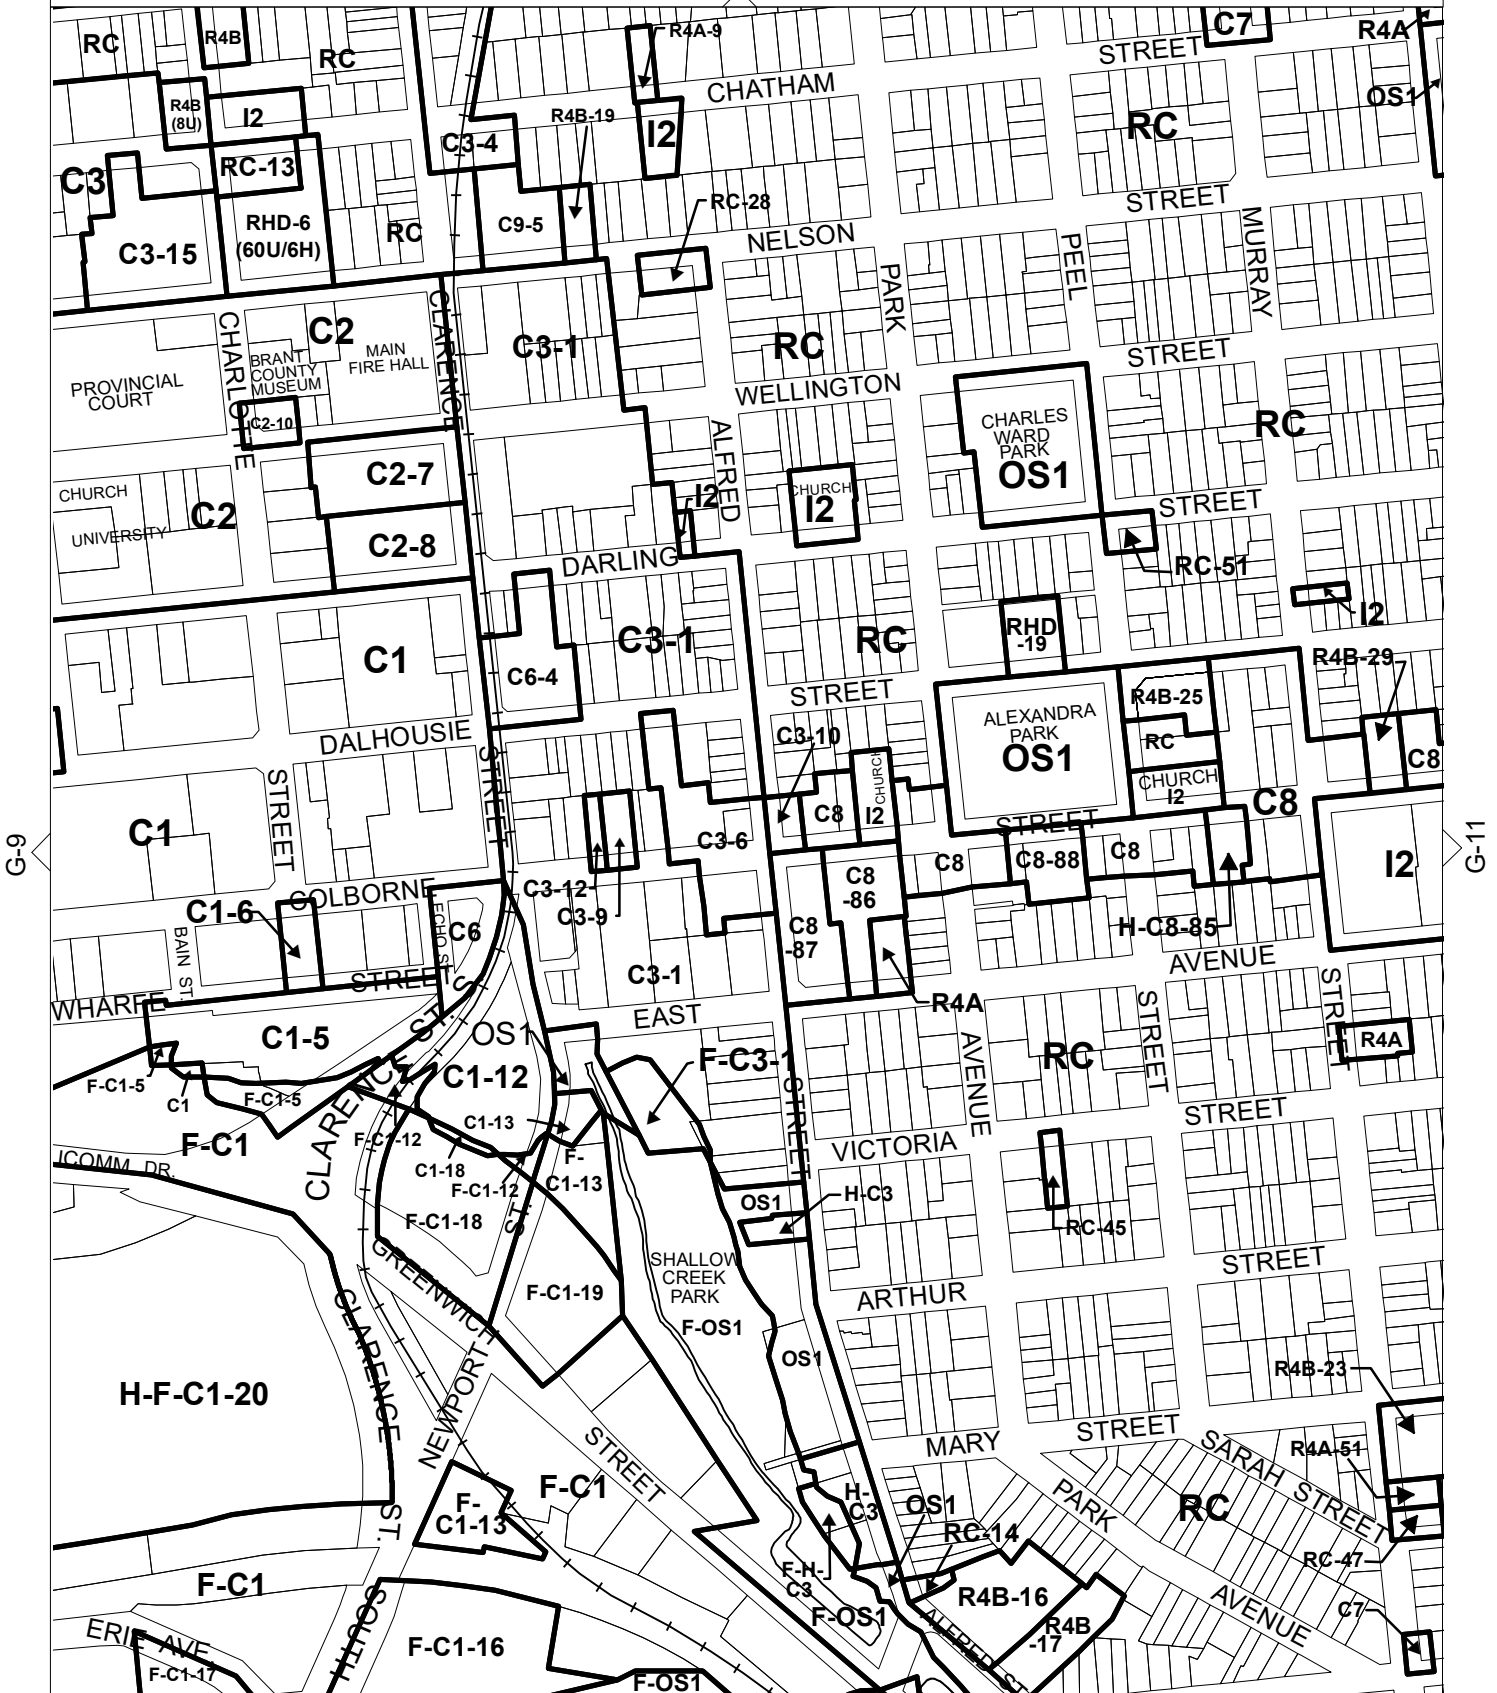 RC
R4B
RC
R4A-9
C7
R4A
STREET
CHATHAM
OS1
R4B
(8U)
I2
R4B-19
RC
C3-4
I2
C3
RC-13
STREET
RHD-6
(60U/6H)
RC
C9-5
RC-28
NELSON
C3-15
PARK
PEEL
MURRAY
CHARLOTTE
CLARENCE
C2
MAIN
FIRE HALL
C3-1
RC
STREET
BRANT
COUNTY
MUSEUM
PROVINCIAL
COURT
WELLINGTON
C2-10
CHARLES
WARD
PARK
OS1
RC
ALFRED
C2-7
CHURCH
UNIVERSITY
C2
I2
CHURCH
I2
STREET
C2-8
DARLING
RC-51
I2
C3-1
RC
RHD
-19
C1
C6-4
R4B-29
STREET
R4B-25
ALEXANDRA
PARK
OS1
DALHOUSIE
C3-10
RC
C8
STREET
STREET
CHURCH
I2
CHURCH
I2
C8
C8
C1
C3-6
STREET
G-9
G-11
C8
C8-88
C8
I2
COLBORNE
C3-12
C3-9
C8
-86
C1-6
ECHO ST.
C6
BAIN ST.
C8
-87
H-C8-85
C3-1
STREET
STS
AVENUE
WHARFE
EAST
R4A
C1-5
ST.
OS1
AVENUE
STREET
STREET
RC
R4A
F-C3-1
F-C1-5
C1
F-C1-5
C1-12
CLARENCE
STREET
C1-13
STREET
F-C1
F-C1-12
C1-18
F-C1-12
F-
C1-13
VICTORIA
ICOMM DR.
OS1
H-C3
F-C1-18
ST.
RC-45
GREENWICH
SHALLOW
CREEK
PARK
F-OS1
STREET
F-C1-19
ARTHUR
CLARENCE
OS1
R4B-23
H-F-C1-20
NEWPORT
STREET
STREET
MARY
SARAH STREET
R4A-51
F-C1
H-
C3
OS1
PARK
RC
F-
C1-13
ST.
RC-14
RC-47
F-H-
C3
F-C1
R4B-16
F-OS1
AVENUE
C7
SOUTH
F-C1-16
R4B
-17
ERIE AVE.
F-C1-17
ALFRED ST.
F-OS1